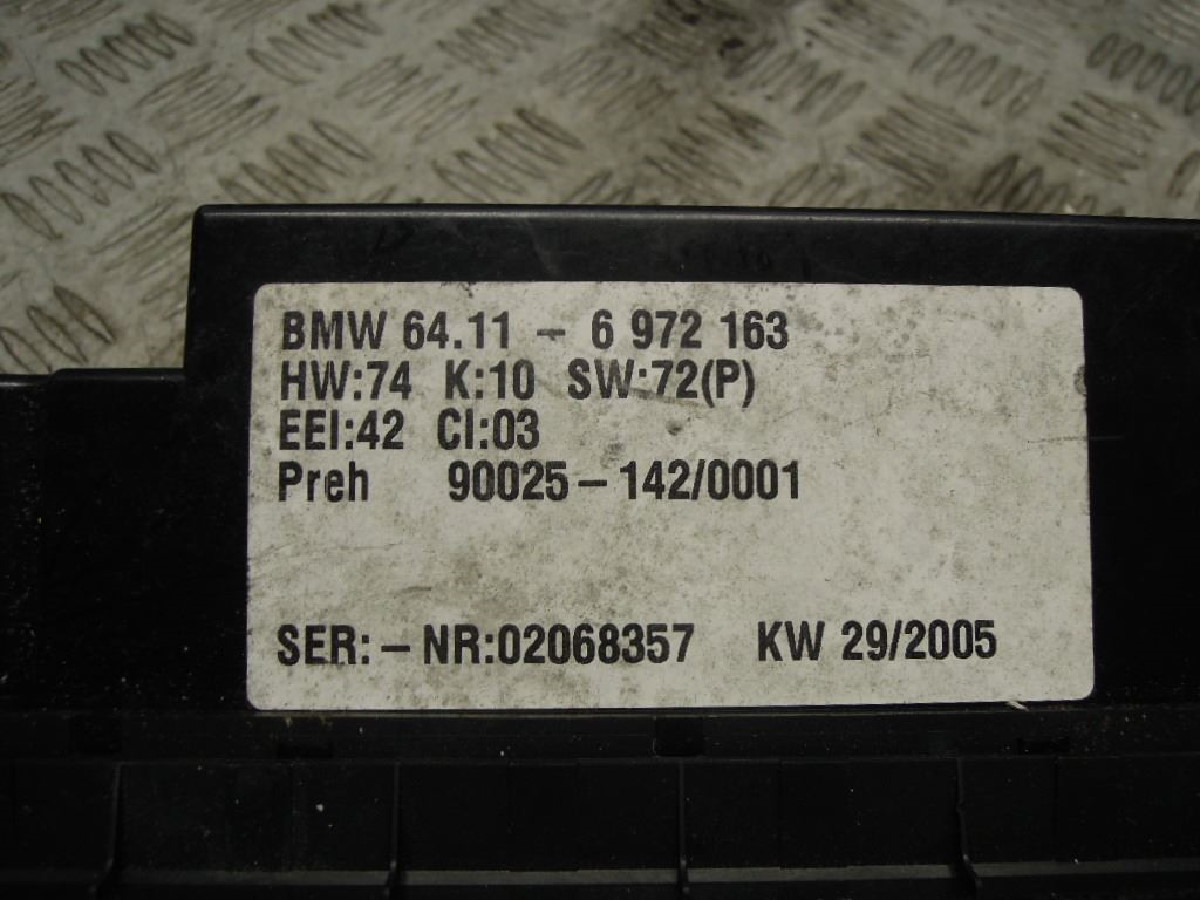 BMW 64.11 - 6 972 163
HW:74 K:10 SW:72(P)
EEI:42 CI:03
Preh 90025-142/0001
SER:-NR:02068357 KW 29/2005